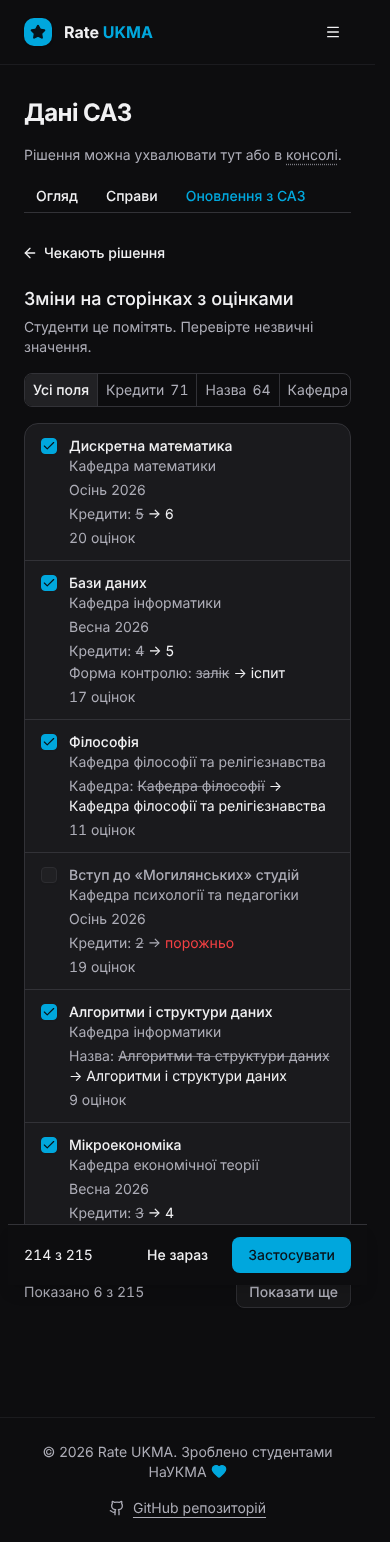 Rate UKMA
Дані САЗ
Рішення можна ухвалювати тут або в консолі.
Огляд Справи Оновлення з САЗ
← Чекають рішення
Зміни на сторінках з оцінками
Студенти це помітять. Перевірте незвичні
значення.
Усі поля Кредити 71 Назва 64 Кафедра
Дискретна математика
Кафедра математики
Осінь 2026
Кредити: 5 → 6
20 оцінок
Бази даних
Кафедра інформатики
Весна 2026
Кредити: 4 → 5
Форма контролю: залік → іспит
17 оцінок
Філософія
Кафедра філософії та релігієзнавства
Кафедра: Кафедра філософії →
Кафедра філософії та релігієзнавства
11 оцінок
Вступ до «Могилянських» студій
Кафедра психології та педагогіки
Осінь 2026
Кредити: 2 → порожньо
19 оцінок
Алгоритми і структури даних
Кафедра інформатики
Назва: Алгоритми та структури даних
→ Алгоритми і структури даних
9 оцінок
Мікроекономіка
Кафедра економічної теорії
Весна 2026
Кредити: 3 → 4
214 з 215 Не зараз Застосувати
Показано 6 з 215 Показати ще
© 2026 Rate UKMA. Зроблено студентами
НаУКМА
GitHub репозиторій